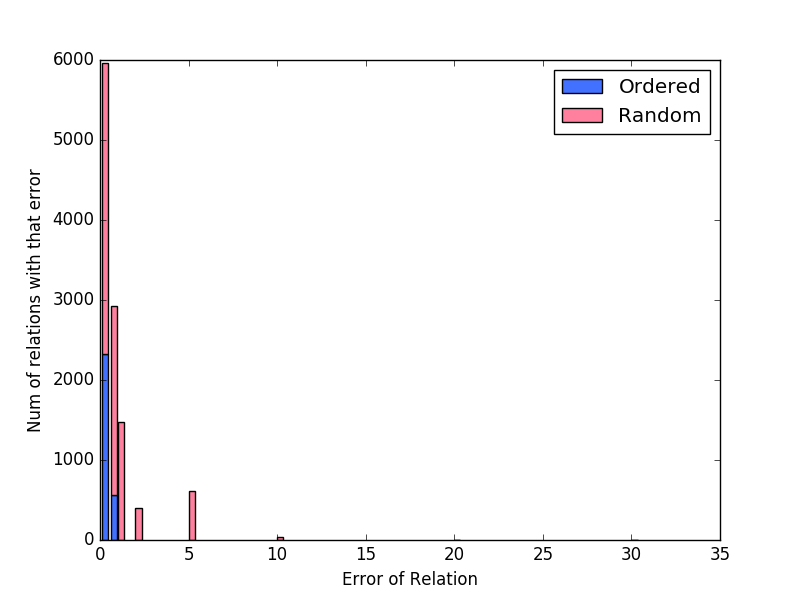 6000
5000
4000
3000
2000
1000
0
Num of relations with that error
Ordered
Random
0 5 10 15 20 25 30 35
Error of Relation